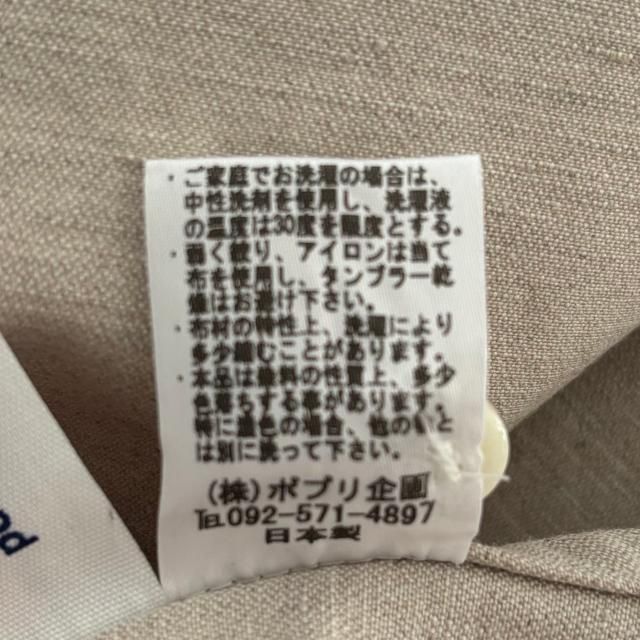 ・ご家庭でお洗濯の場合は、
中性洗剤を使用し、洗濯液
の温度は30度を限度とする。
・弱く絞り、アイロンは当て
布を使用し、タンブラー乾
燥はお避け下さい。
・布材の特性上、洗濯により
多少縮むことがあります。
・本品は染料の性質上、多少
色落ちする事があります。
特に濃色の場合、他のもの
とは別に洗って下さい。
(株)ポプリ企画
℡092-571-4897
日本製